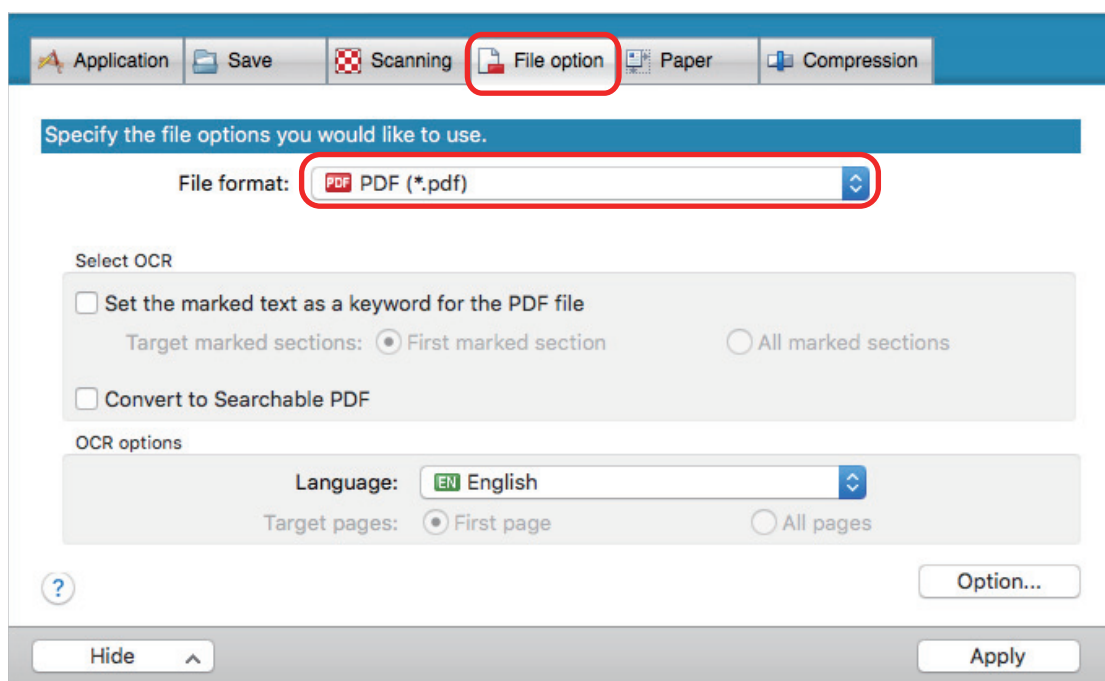 Application Save Scanning File option Paper Compression
Specify the file options you would like to use.
File format: PDF PDF (*.pdf)
Select OCR
Set the marked text as a keyword for the PDF file
Target marked sections: First marked section All marked sections
Convert to Searchable PDF
OCR options
Language: EN English
Target pages: First page All pages
? Option...
Hide Apply